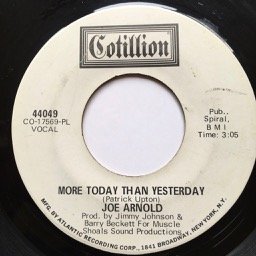 Cotillion
44049
CO-17569-PL
VOCAL
Pub.,
Spiral,
BMI
Time: 3:05
MORE TODAY THAN YESTERDAY
(Patrick Upton)
JOE ARNOLD
Prod. by Jimmy Johnson &
Barry Beckett For Muscle
Shoals Sound Productions
MFG. BY ATLANTIC RECORDING CORP., 1841 BROADWAY, NEW YORK, N.Y.